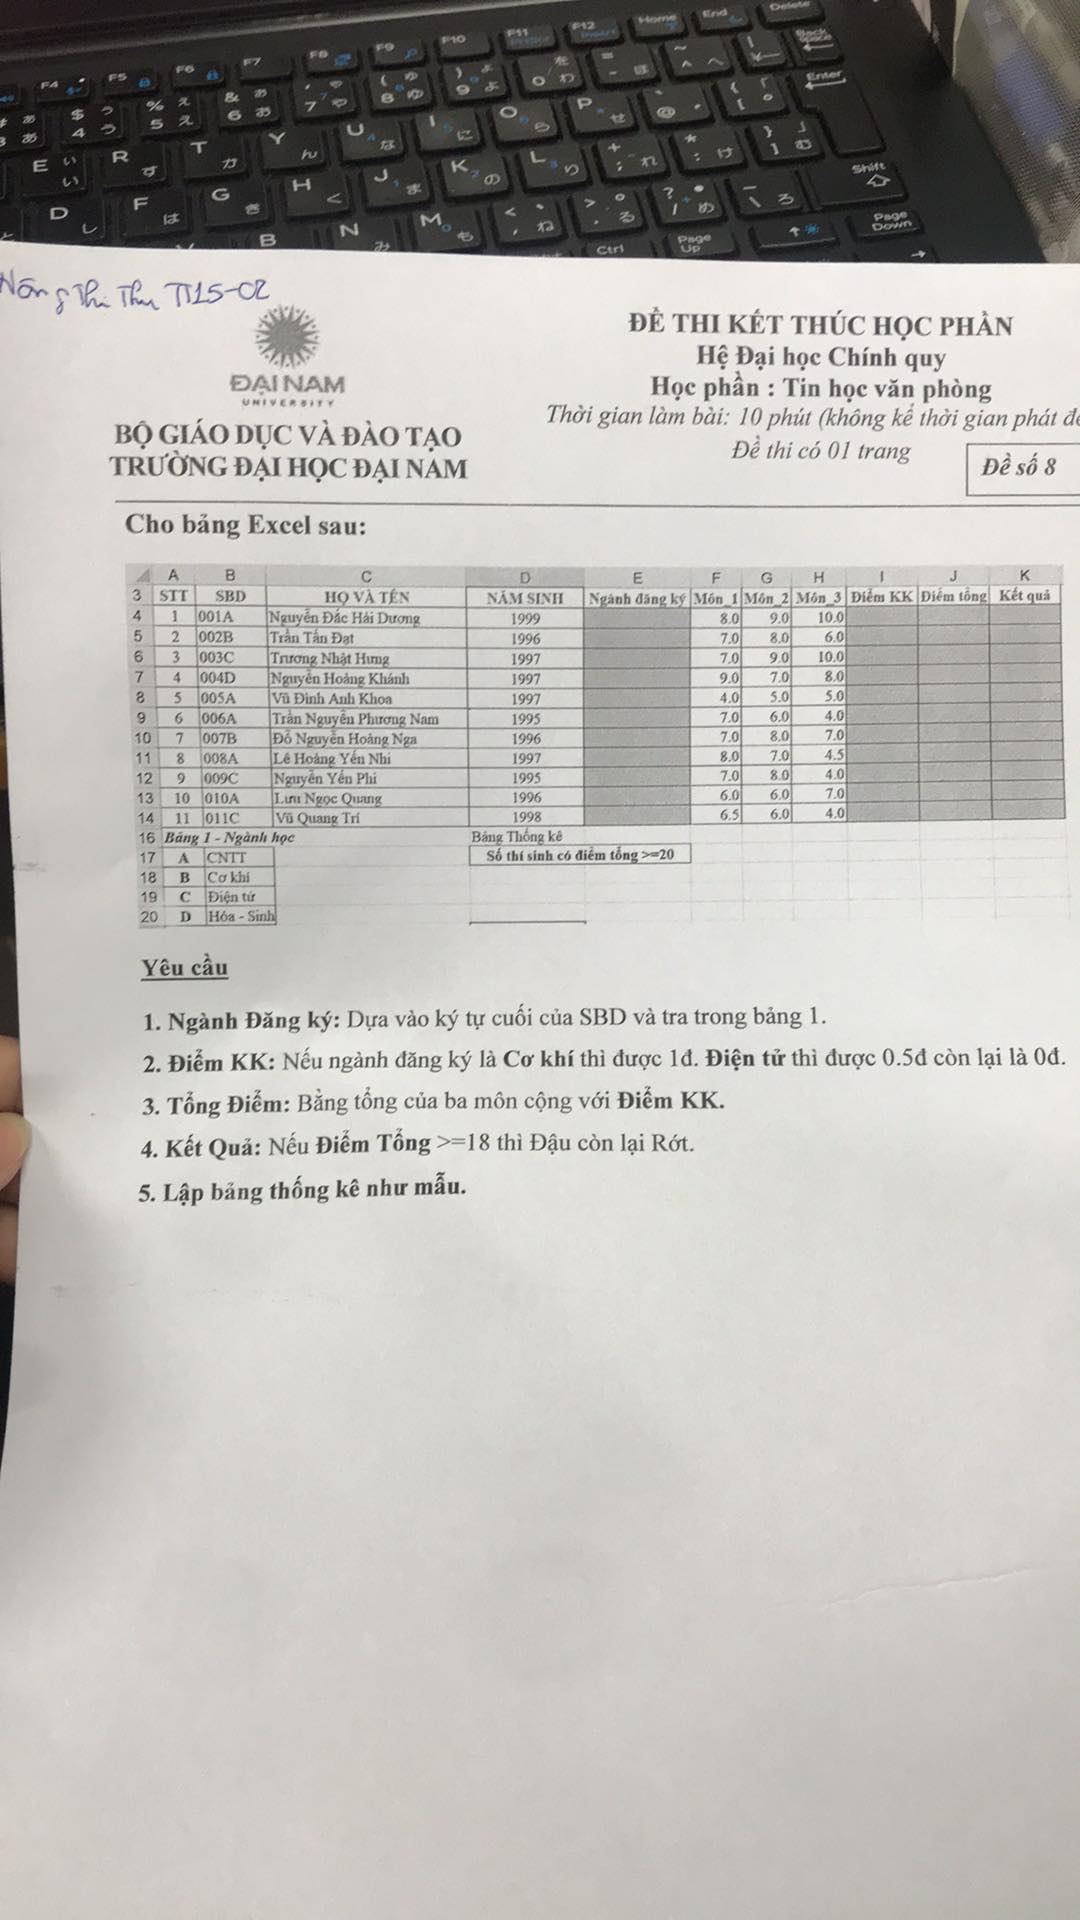 Nông Thị Thu TT15-02
ĐẠI NAM
UNIVERSITY
BỘ GIÁO DỤC VÀ ĐÀO TẠO
TRƯỜNG ĐẠI HỌC ĐẠI NAM
ĐỀ THI KẾT THÚC HỌC PHẦN
Hệ Đại học Chính quy
Học phần : Tin học văn phòng
Thời gian làm bài: 10 phút (không kể thời gian phát đề
Đề thi có 01 trang
Đề số 8
Cho bảng Excel sau:
A B C D E F G H I J K
3 STT SBD HỌ VÀ TÊN NĂM SINH Ngành đăng ký Môn_1 Môn_2 Môn_3 Điểm KK Điểm tổng Kết quả
4 1 001A Nguyễn Đắc Hải Dương 1999 8.0 9.0 10.0
5 2 002B Trần Tấn Đạt 1996 7.0 8.0 6.0
6 3 003C Trương Nhật Hưng 1997 7.0 9.0 10.0
7 4 004D Nguyễn Hoàng Khánh 1997 9.0 7.0 8.0
8 5 005A Vũ Đình Anh Khoa 1997 4.0 5.0 5.0
9 6 006A Trần Nguyễn Phương Nam 1995 7.0 6.0 4.0
10 7 007B Đỗ Nguyễn Hoàng Nga 1996 7.0 8.0 7.0
11 8 008A Lê Hoàng Yến Nhi 1997 8.0 7.0 4.5
12 9 009C Nguyễn Yến Phi 1995 7.0 8.0 4.0
13 10 010A Lưu Ngọc Quang 1996 6.0 6.0 7.0
14 11 011C Vũ Quang Trí 1998 6.5 6.0 4.0
16 Bảng 1 - Ngành học Bảng Thống kê
17 A CNTT Số thí sinh có điểm tổng >=20
18 B Cơ khí
19 C Điện tử
20 D Hóa - Sinh
Yêu cầu
1. Ngành Đăng ký: Dựa vào ký tự cuối của SBD và tra trong bảng 1.
2. Điểm KK: Nếu ngành đăng ký là Cơ khí thì được 1đ. Điện tử thì được 0.5đ còn lại là 0đ.
3. Tổng Điểm: Bằng tổng của ba môn cộng với Điểm KK.
4. Kết Quả: Nếu Điểm Tổng >=18 thì Đậu còn lại Rớt.
5. Lập bảng thống kê như mẫu.